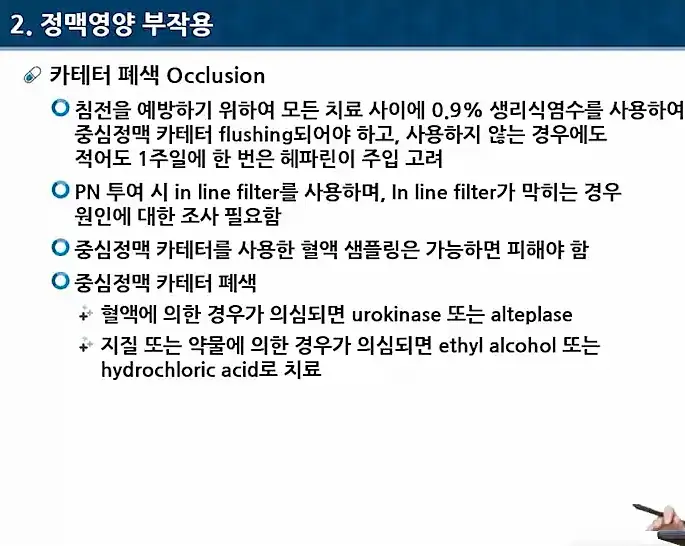 2. 정맥영양 부작용
카테터 폐색 Occlusion
침전을 예방하기 위하여 모든 치료 사이에 0.9% 생리식염수를 사용하여
중심정맥 카테터 flushing되어야 하고, 사용하지 않는 경우에도
적어도 1주일에 한 번은 헤파린이 주입 고려
PN 투여 시 in line filter를 사용하며, In line filter가 막히는 경우
원인에 대한 조사 필요함
중심정맥 카테터를 사용한 혈액 샘플링은 가능하면 피해야 함
중심정맥 카테터 폐색
혈액에 의한 경우가 의심되면 urokinase 또는 alteplase
지질 또는 약물에 의한 경우가 의심되면 ethyl alcohol 또는
hydrochloric acid로 치료